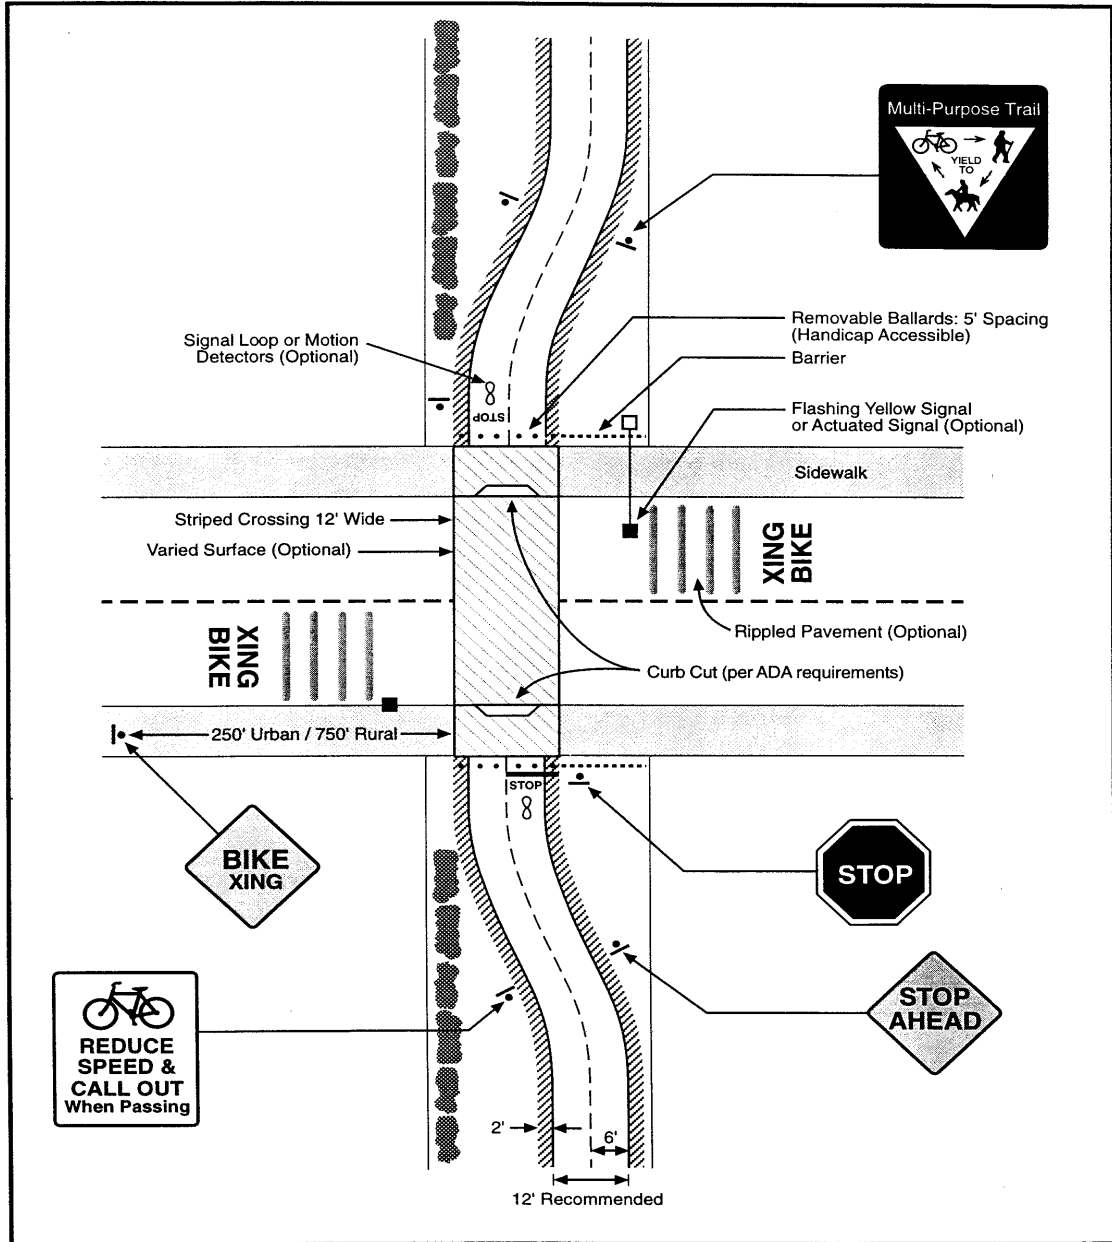 Multi-Purpose Trail
YIELD
TO
Signal Loop or Motion
Detectors (Optional)
Removable Ballards: 5' Spacing
(Handicap Accessible)
Barrier
Flashing Yellow Signal
or Actuated Signal (Optional)
STOP
Sidewalk
Striped Crossing 12' Wide
Varied Surface (Optional)
XING
BIKE
Rippled Pavement (Optional)
XING
BIKE
Curb Cut (per ADA requirements)
250' Urban / 750' Rural
STOP
BIKE
XING
STOP
STOP
AHEAD
REDUCE
SPEED &
CALL OUT
When Passing
2'
6'
12' Recommended